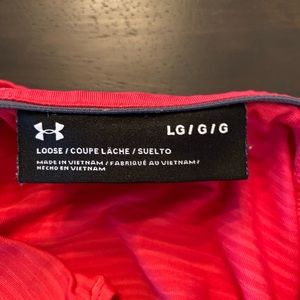 LG / G / G
LOOSE / COUPE LÂCHE / SUELTO
MADE IN VIETNAM / FABRIQUÉ AU VIETNAM /
HECHO EN VIETNAM